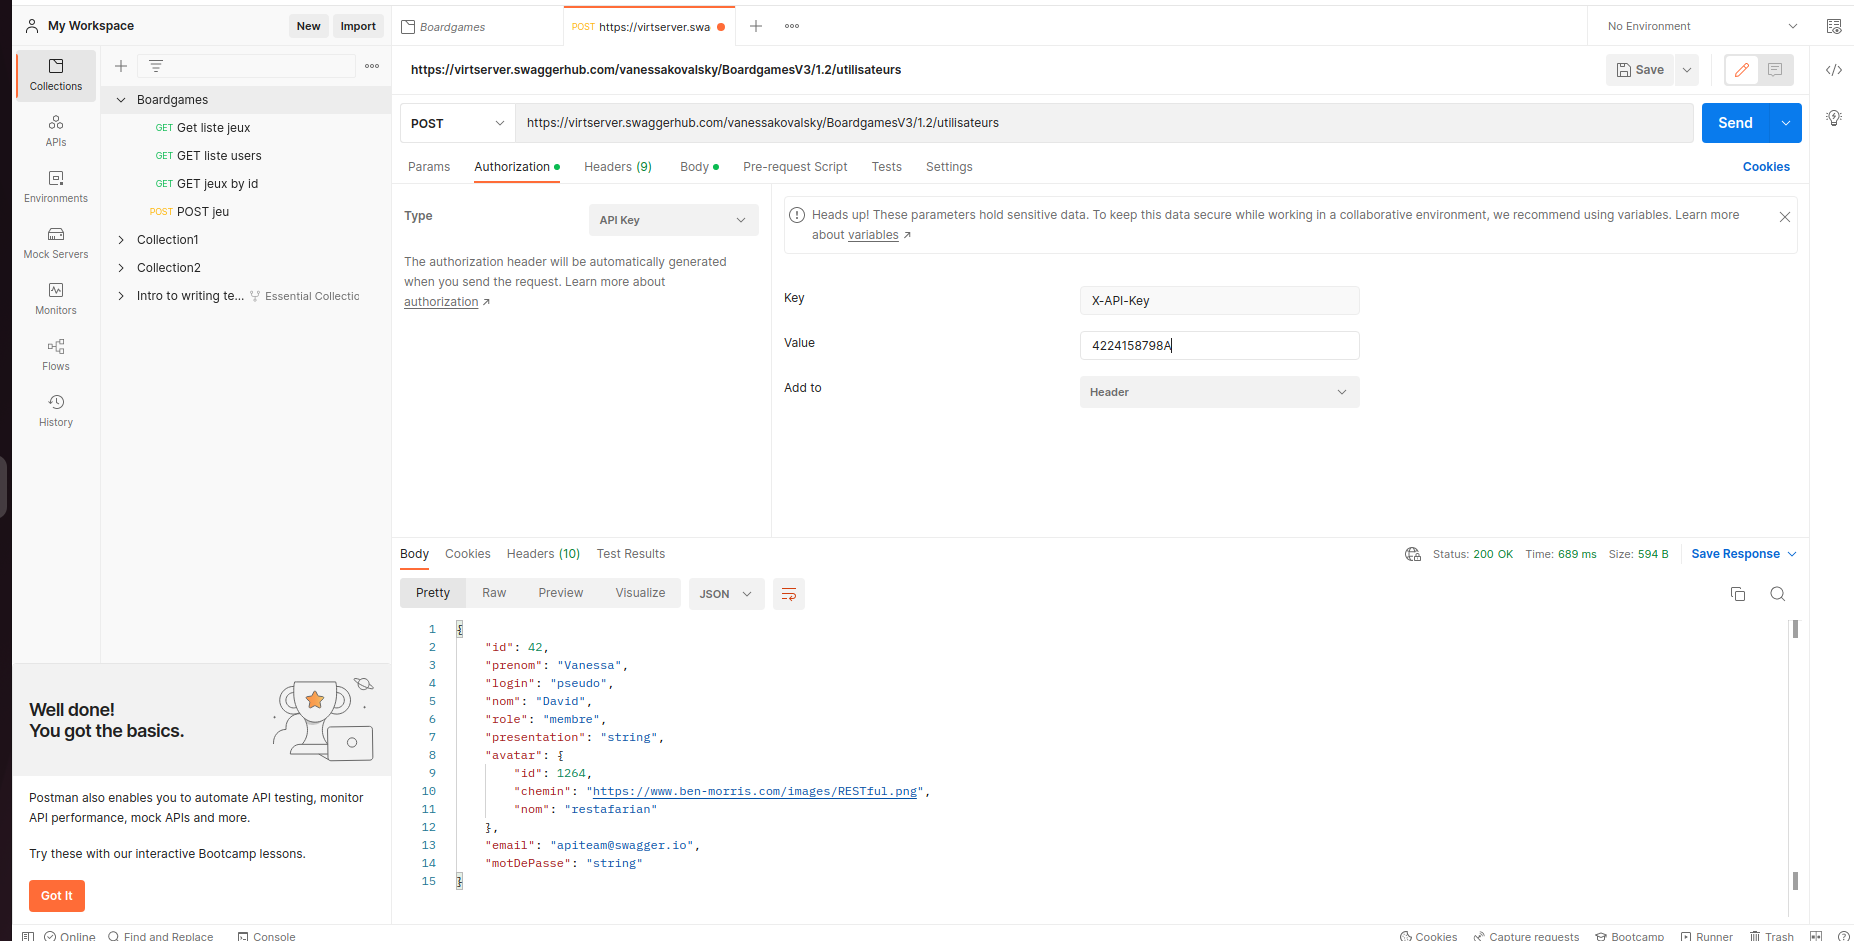 My Workspace
New
Import
Boardgames
POST https://virtserver.swa
No Environment
Collections
APIs
Environments
Mock Servers
Monitors
Flows
History
Boardgames
GET Get liste jeux
GET GET liste users
GET GET jeux by id
POST POST jeu
Collection1
Collection2
Intro to writing te... Essential Collectic
https://virtserver.swaggerhub.com/vanessakovalsky/BoardgamesV3/1.2/utilisateurs
Save
POST
https://virtserver.swaggerhub.com/vanessakovalsky/BoardgamesV3/1.2/utilisateurs
Send
Params
Authorization
Headers (9)
Body
Pre-request Script
Tests
Settings
Cookies
Type
API Key
The authorization header will be automatically generated
when you send the request. Learn more about
authorization ↗
Heads up! These parameters hold sensitive data. To keep this data secure while working in a collaborative environment, we recommend using variables. Learn more
about variables ↗
Key
X-API-Key
Value
4224158798A
Add to
Header
Body
Cookies
Headers (10)
Test Results
Status: 200 OK
Time: 689 ms
Size: 594 B
Save Response
Pretty
Raw
Preview
Visualize
JSON
1 {
2 "id": 42,
3 "prenom": "Vanessa",
4 "login": "pseudo",
5 "nom": "David",
6 "role": "membre",
7 "presentation": "string",
8 "avatar": {
9 "id": 1264,
10 "chemin": "https://www.ben-morris.com/images/RESTful.png",
11 "nom": "restafarian"
12 },
13 "email": "apiteam@swagger.io",
14 "motDePasse": "string"
15 }
Well done!
You got the basics.
Postman also enables you to automate API testing, monitor
API performance, mock APIs and more.
Try these with our interactive Bootcamp lessons.
Got It
Online
Find and Replace
Console
Cookies
Capture requests
Bootcamp
Runner
Trash